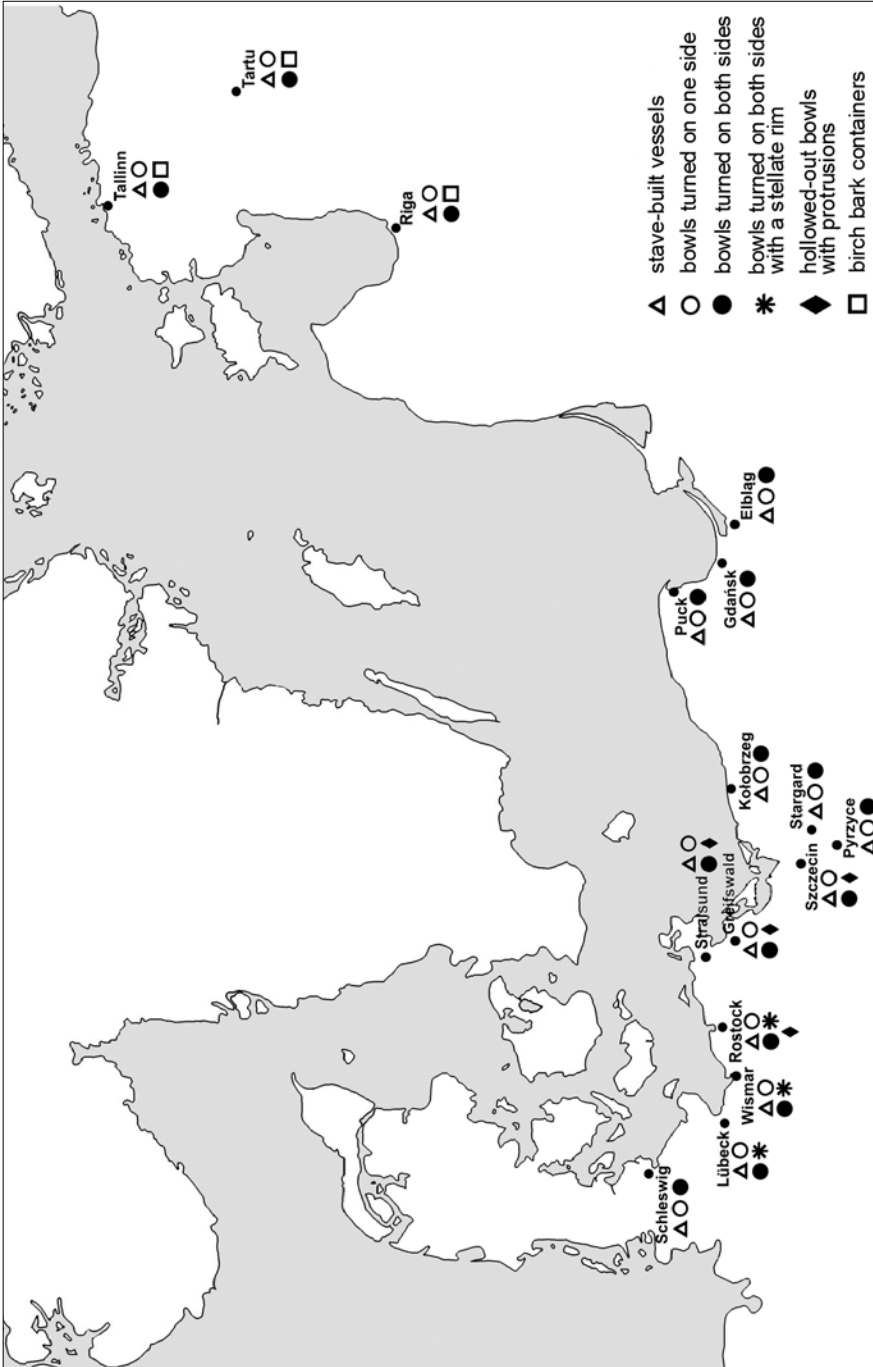 Tallinn
Tartu
Riga
Elbląg
Gdańsk
Puck
Kołobrzeg
Stargard
Pyrzyce
Szczecin
Stralsund
Greifswald
Rostock
Wismar
Lübeck
Schleswig
stave-built vessels
bowls turned on one side
bowls turned on both sides
bowls turned on both sides
with a stellate rim
hollowed-out bowls
with protrusions
birch bark containers